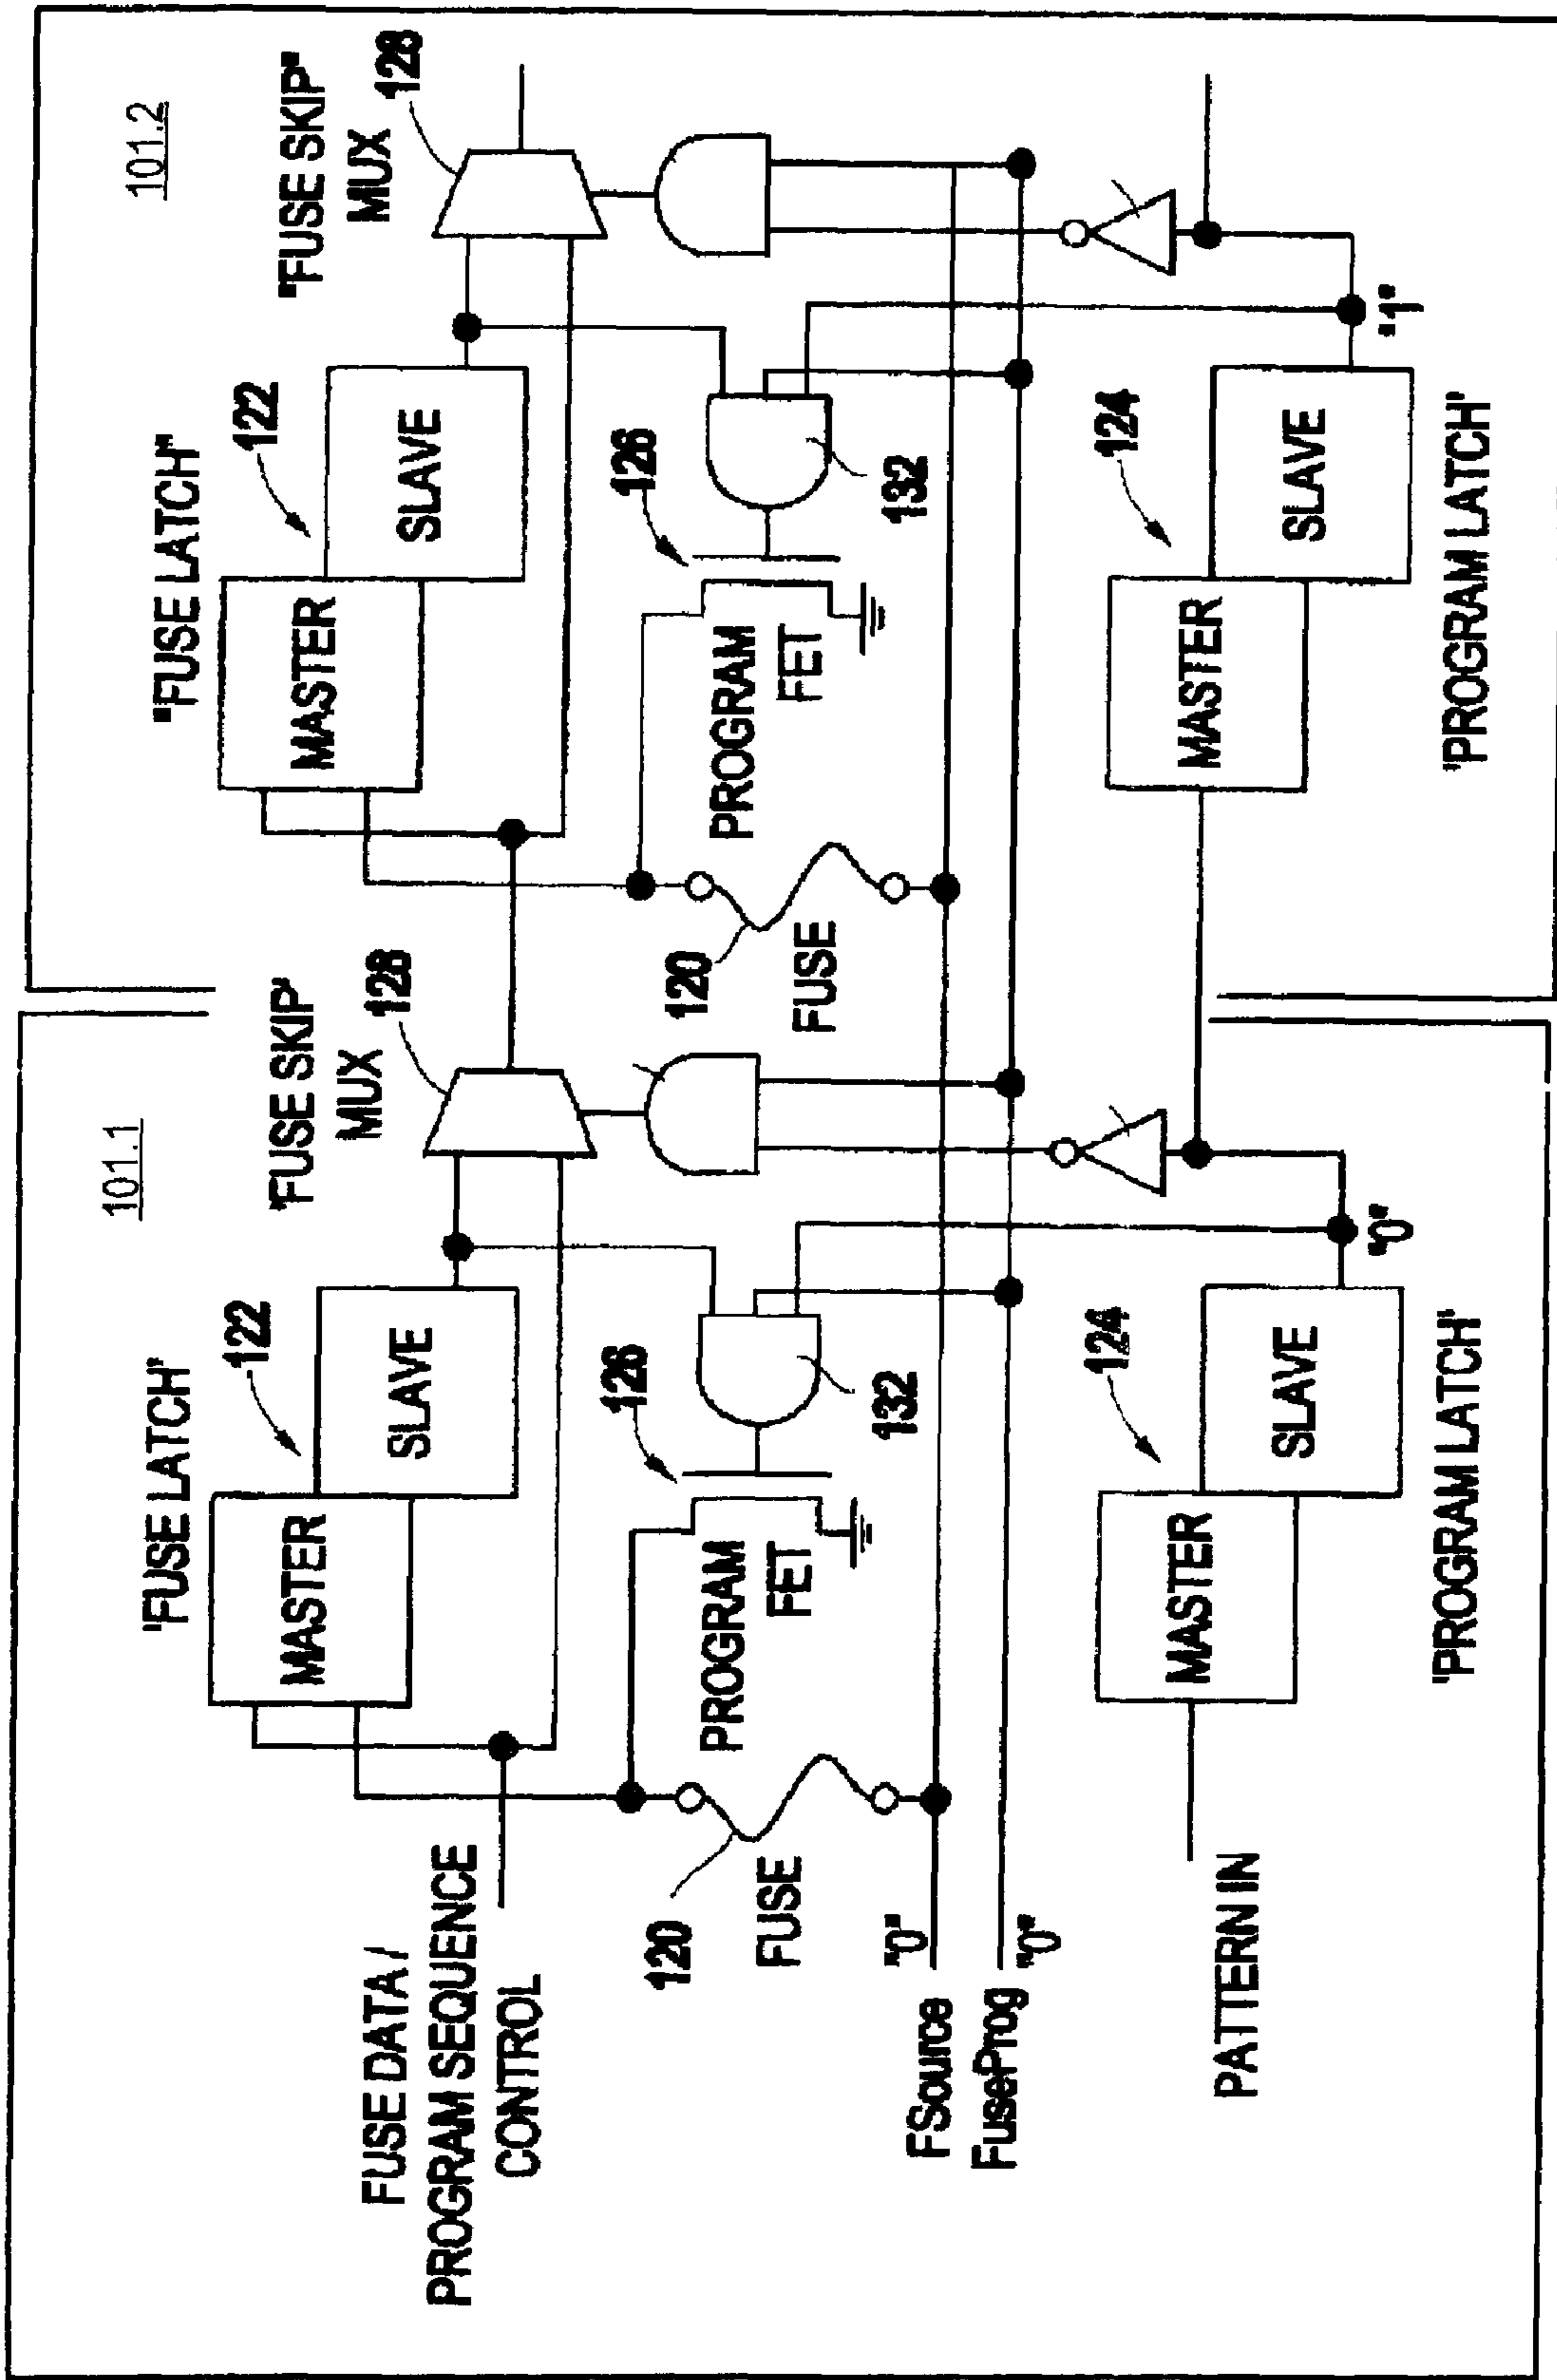 101.1
'FUSE LATCH'
122
MASTER
SLAVE
'FUSE SKIP'
MUX
128
FUSE DATA /
PROGRAM SEQUENCE
CONTROL
120
FUSE
PROGRAM
FET
126
132
FSource "0"
FuseProg "0"
PATTERN IN
MASTER
SLAVE
124
"0"
'PROGRAM LATCH'
101.2
"FUSE LATCH"
122
MASTER
SLAVE
"FUSE SKIP"
MUX
128
120
FUSE
PROGRAM
FET
126
132
MASTER
SLAVE
124
"1"
'PROGRAM LATCH'